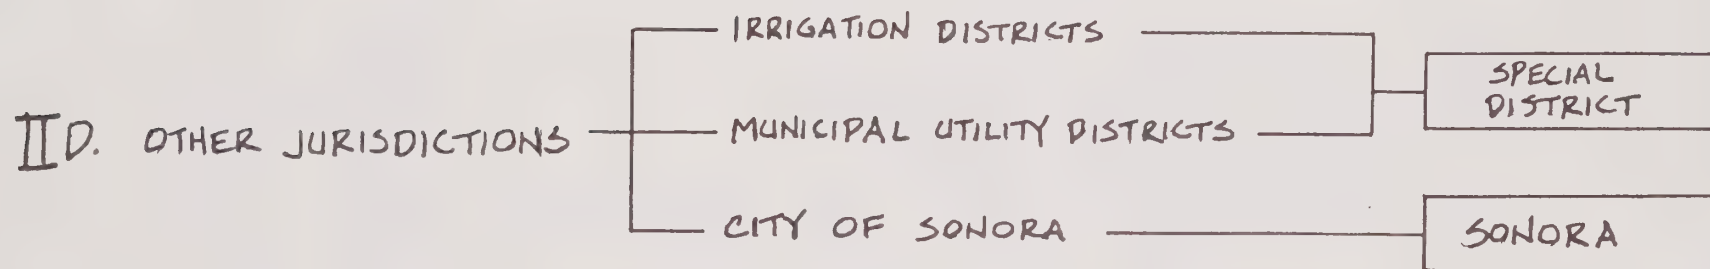 IRRIGATION DISTRICTS
SPECIAL
DISTRICT
IID. OTHER JURISDICTIONS
MUNICIPAL UTILITY DISTRICTS
CITY OF SONORA
SONORA